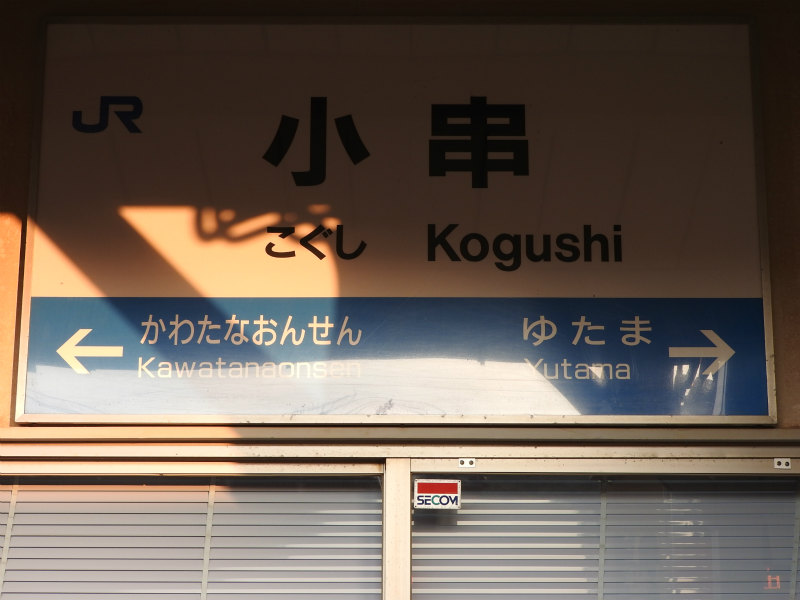 JR
小串
こぐし Kogushi
← かわたなおんせん ゆたま →
Kawatanaonsen Yutama
SECOM